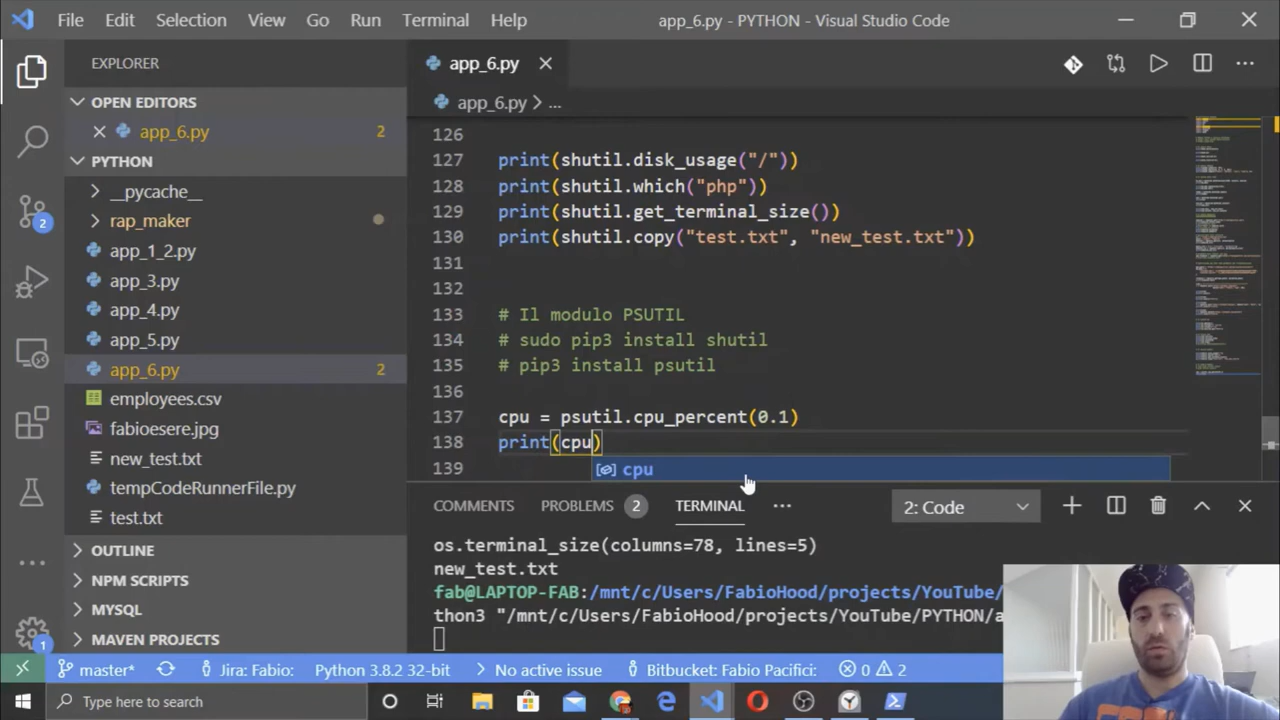 File Edit Selection View Go Run Terminal Help app_6.py - PYTHON - Visual Studio Code
EXPLORER
OPEN EDITORS
app_6.py 2
PYTHON
__pycache__
rap_maker
app_1_2.py
app_3.py
app_4.py
app_5.py
app_6.py 2
employees.csv
fabioesere.jpg
new_test.txt
tempCodeRunnerFile.py
test.txt
OUTLINE
NPM SCRIPTS
MYSQL
MAVEN PROJECTS
2
1
app_6.py
app_6.py > ...
126
127 print(shutil.disk_usage("/"))
128 print(shutil.which("php"))
129 print(shutil.get_terminal_size())
130 print(shutil.copy("test.txt", "new_test.txt"))
131
132
133 # Il modulo PSUTIL
134 # sudo pip3 install shutil
135 # pip3 install psutil
136
137 cpu = psutil.cpu_percent(0.1)
138 print(cpu)
139
cpu
COMMENTS PROBLEMS 2 TERMINAL ... 2: Code
os.terminal_size(columns=78, lines=5)
new_test.txt
fab@LAPTOP-FAB:/mnt/c/Users/FabioHood/projects/YouTube/
thon3 "/mnt/c/Users/FabioHood/projects/YouTube/PYTHON/a
master* Jira: Fabio: Python 3.8.2 32-bit No active issue Bitbucket: Fabio Pacifici: 0 2
Type here to search